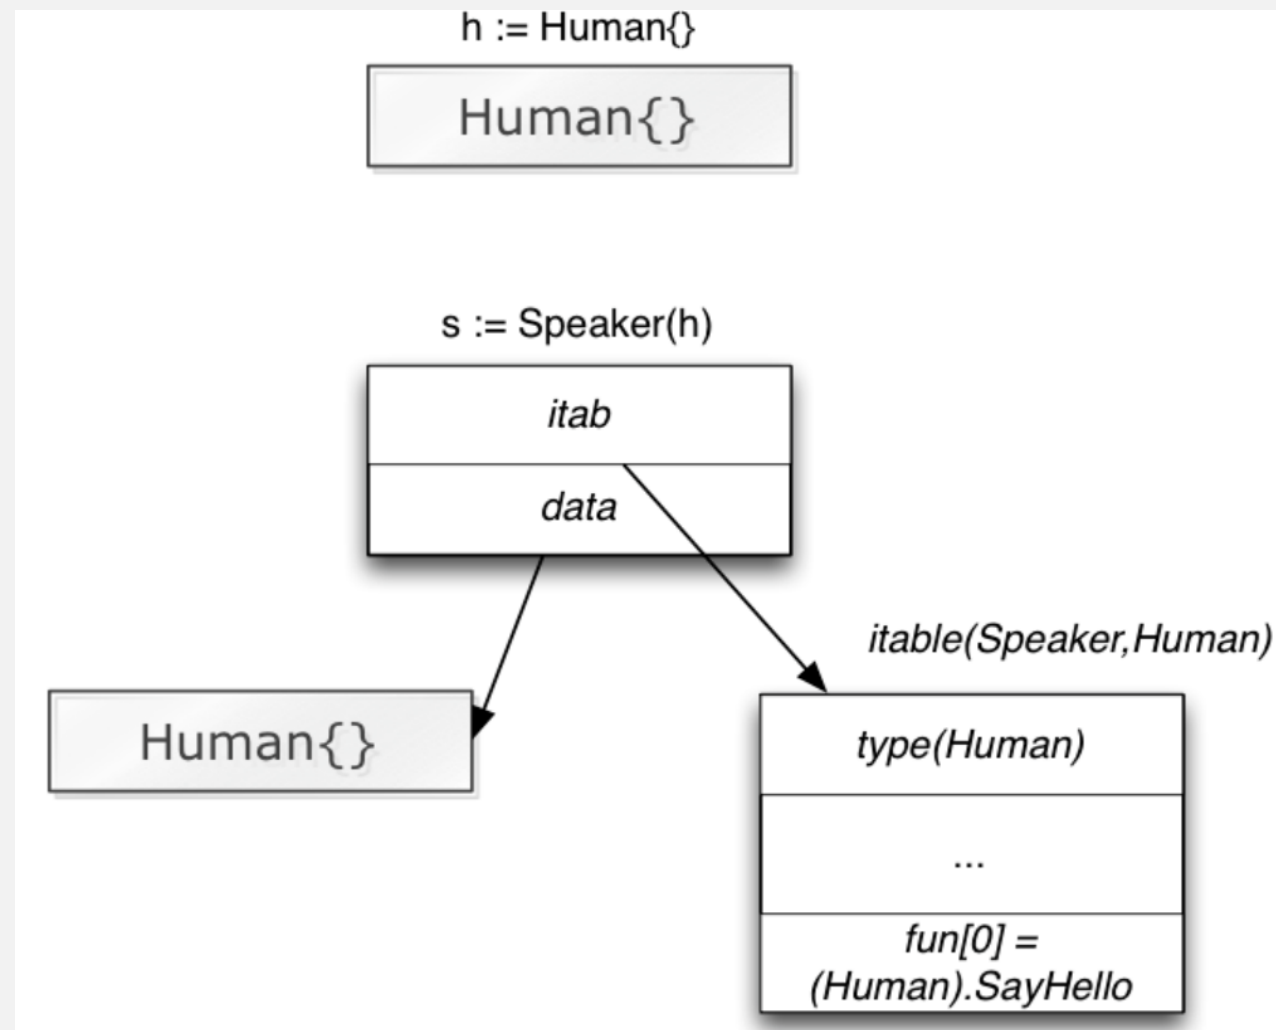 h := Human{}
Human{}
s := Speaker(h)
itab
data
itable(Speaker,Human)
Human{}
type(Human)
...
fun[0] =
(Human).SayHello